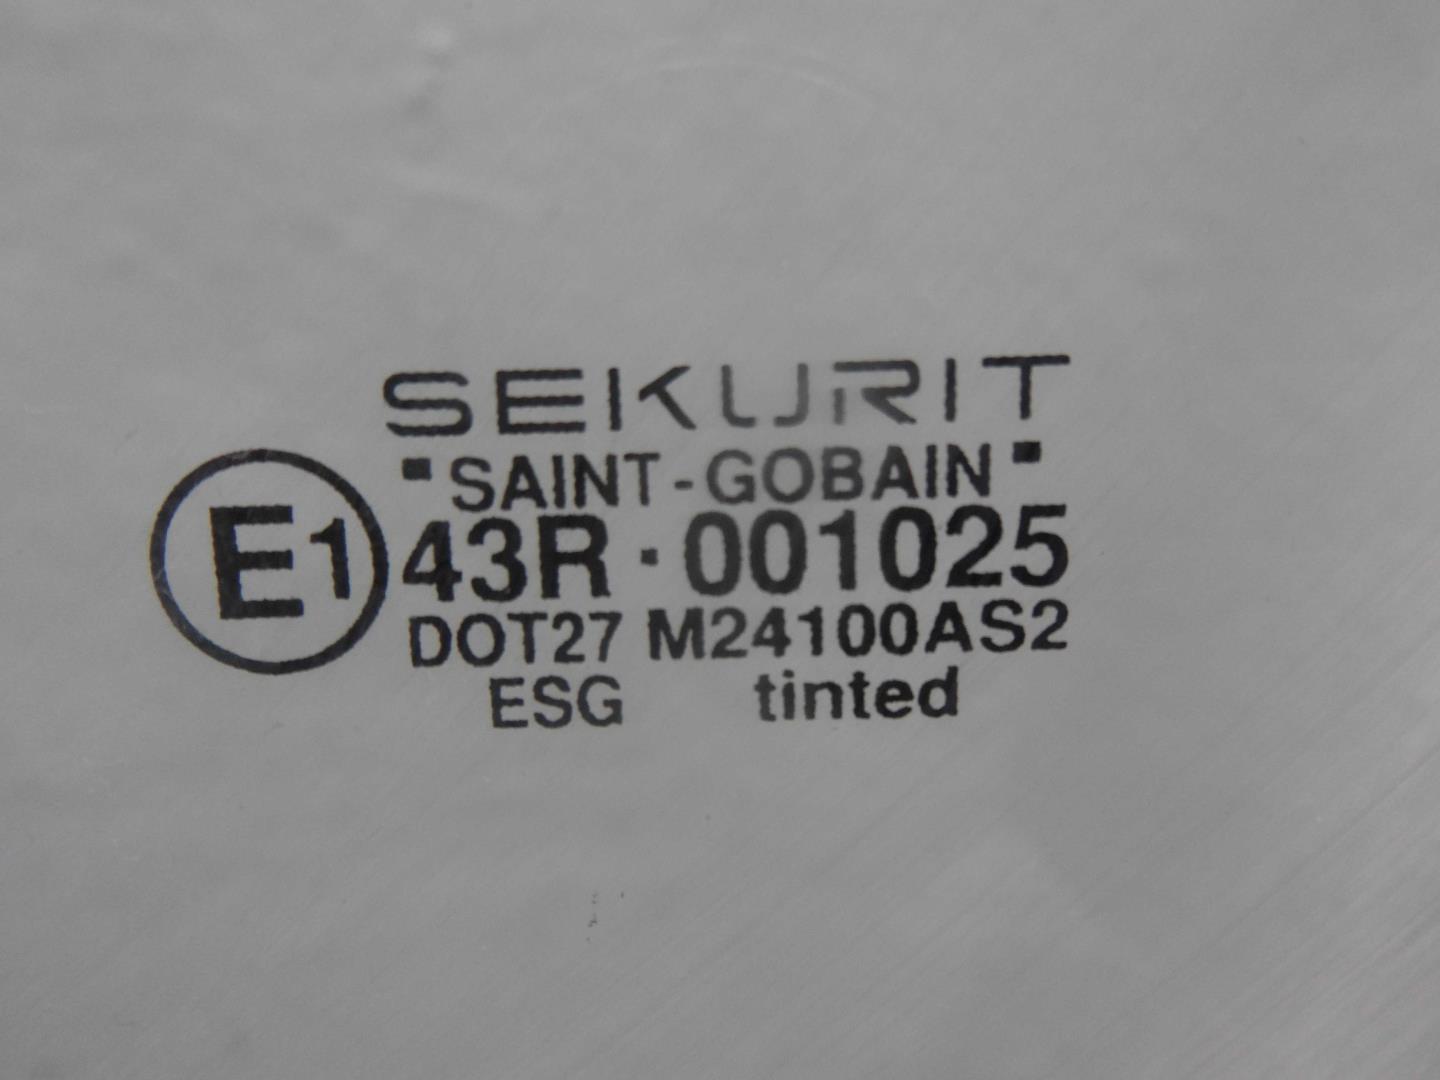 SEKURIT
"SAINT-GOBAIN"
E1 43R·001025
DOT27 M24100AS2
ESG tinted